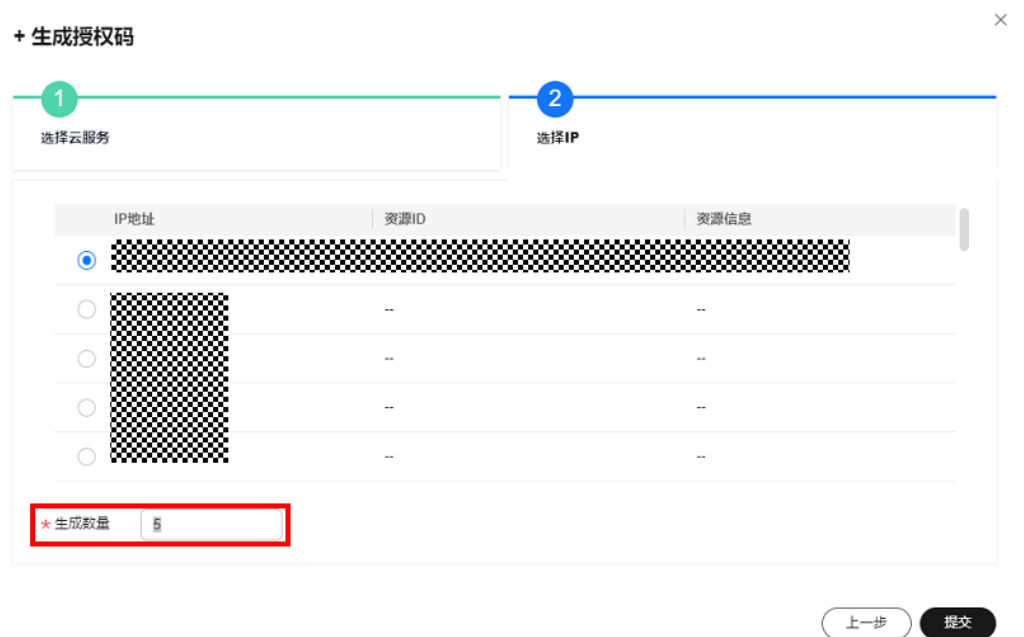 + 生成授权码
1
选择云服务
2
选择IP
IP地址 资源ID 资源信息
-- --
-- --
-- --
-- --
* 生成数量 5
上一步 提交